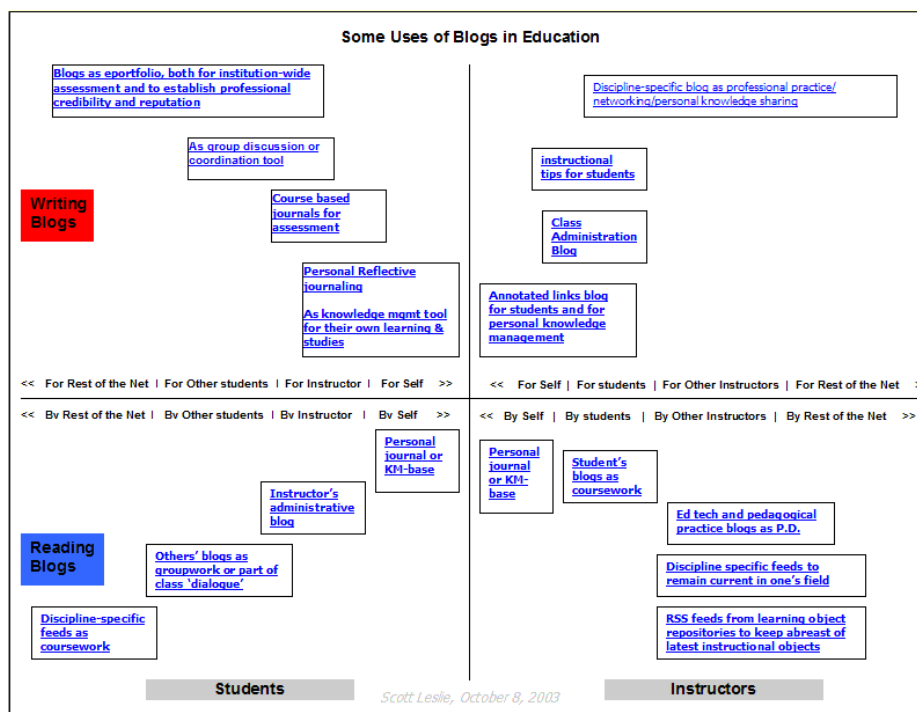 Some Uses of Blogs in Education
Blogs as eportfolio, both for institution-wide
assessment and to establish professional
credibility and reputation
Discipline-specific blog as professional practice/
networking/personal knowledge sharing
As group discussion or
coordination tool
instructional
tips for students
Writing
Blogs
Course based
journals for
assessment
Class
Administration
Blog
Personal Reflective
journaling
As knowledge mgmt tool
for their own learning &
studies
Annotated links blog
for students and for
personal knowledge
management
<< For Rest of the Net | For Other students | For Instructor | For Self >>
<< For Self | For students | For Other Instructors | For Rest of the Net >>
<< By Rest of the Net | By Other students | By Instructor | By Self >>
<< By Self | By students | By Other Instructors | By Rest of the Net >>
Personal
journal or
KM-base
Personal
journal
or KM-
base
Student's
blogs as
coursework
Instructor's
administrative
blog
Ed tech and pedagogical
practice blogs as P.D.
Reading
Blogs
Others' blogs as
groupwork or part of
class 'dialogue'
Discipline specific feeds to
remain current in one's field
Discipline-specific
feeds as
coursework
RSS feeds from learning object
repositories to keep abreast of
latest instructional objects
Students
Scott Leslie, October 8, 2003
Instructors